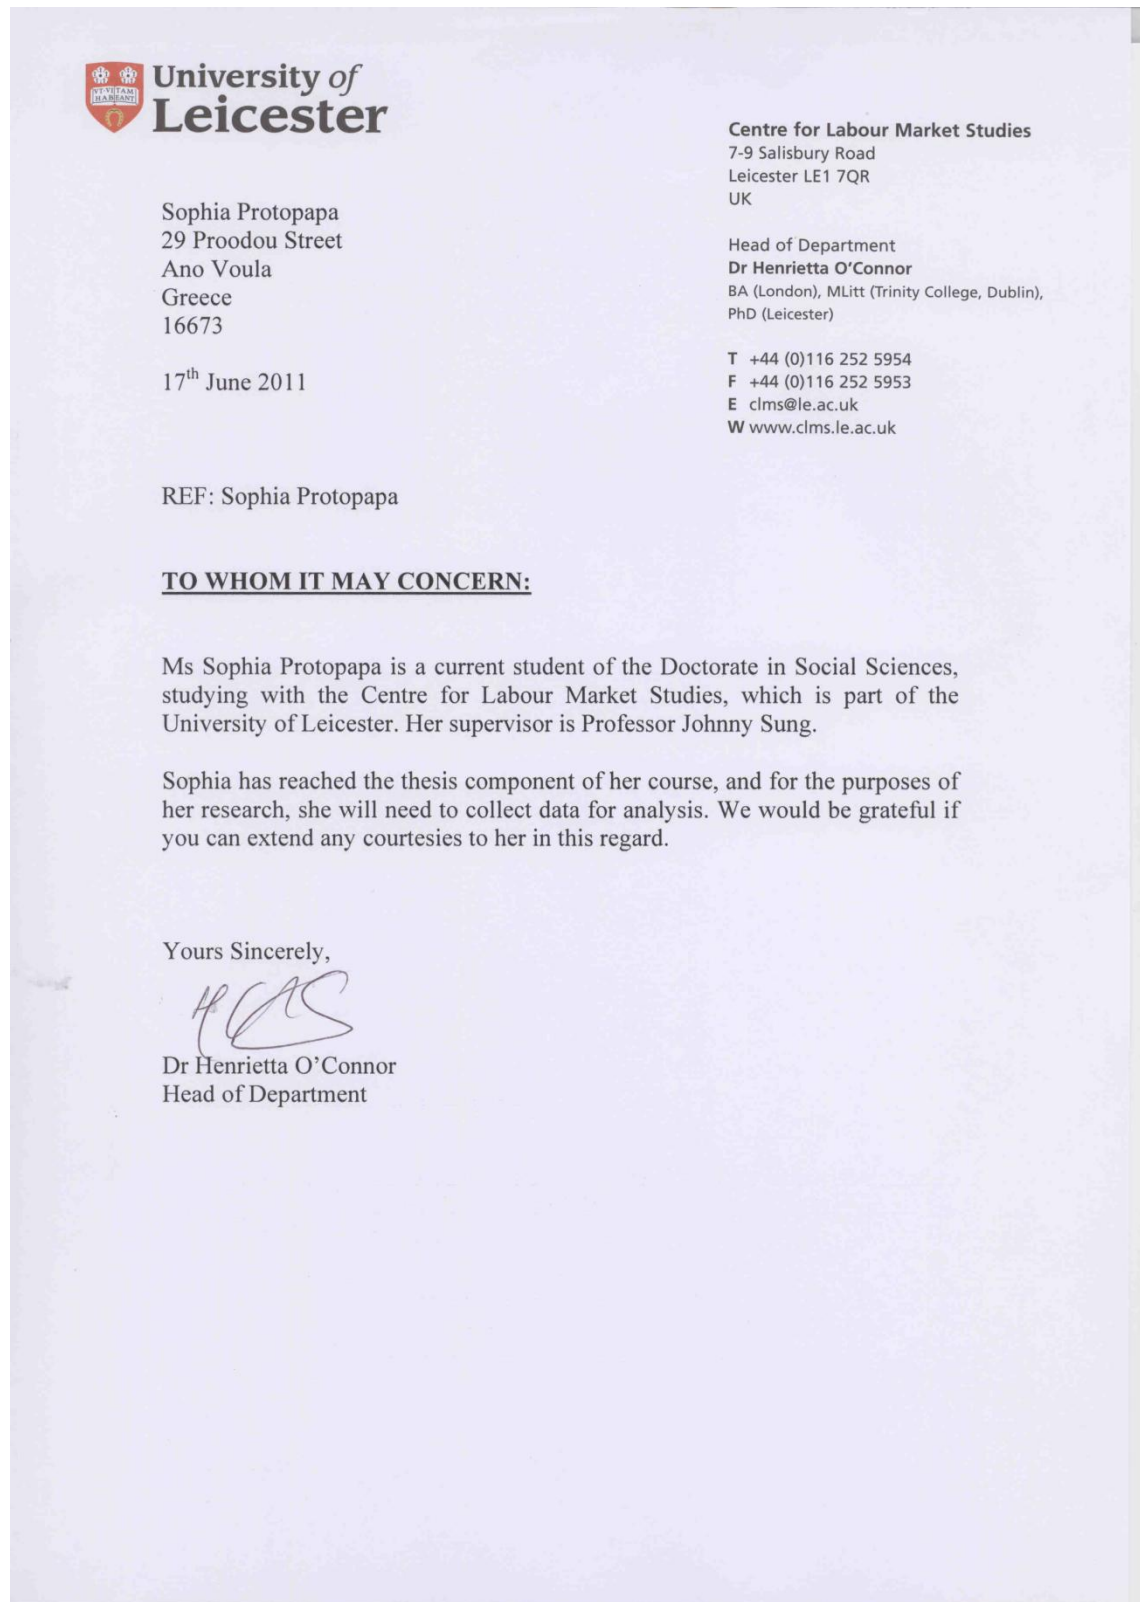 University of
Leicester
VT·VITAM
HABEANT
Centre for Labour Market Studies
7-9 Salisbury Road
Leicester LE1 7QR
UK
Head of Department
Dr Henrietta O'Connor
BA (London), MLitt (Trinity College, Dublin),
PhD (Leicester)
T +44 (0)116 252 5954
F +44 (0)116 252 5953
E clms@le.ac.uk
W www.clms.le.ac.uk
Sophia Protopapa
29 Proodou Street
Ano Voula
Greece
16673
17th June 2011
REF: Sophia Protopapa
TO WHOM IT MAY CONCERN:
Ms Sophia Protopapa is a current student of the Doctorate in Social Sciences,
studying with the Centre for Labour Market Studies, which is part of the
University of Leicester. Her supervisor is Professor Johnny Sung.
Sophia has reached the thesis component of her course, and for the purposes of
her research, she will need to collect data for analysis. We would be grateful if
you can extend any courtesies to her in this regard.
Yours Sincerely,
Dr Henrietta O'Connor
Head of Department